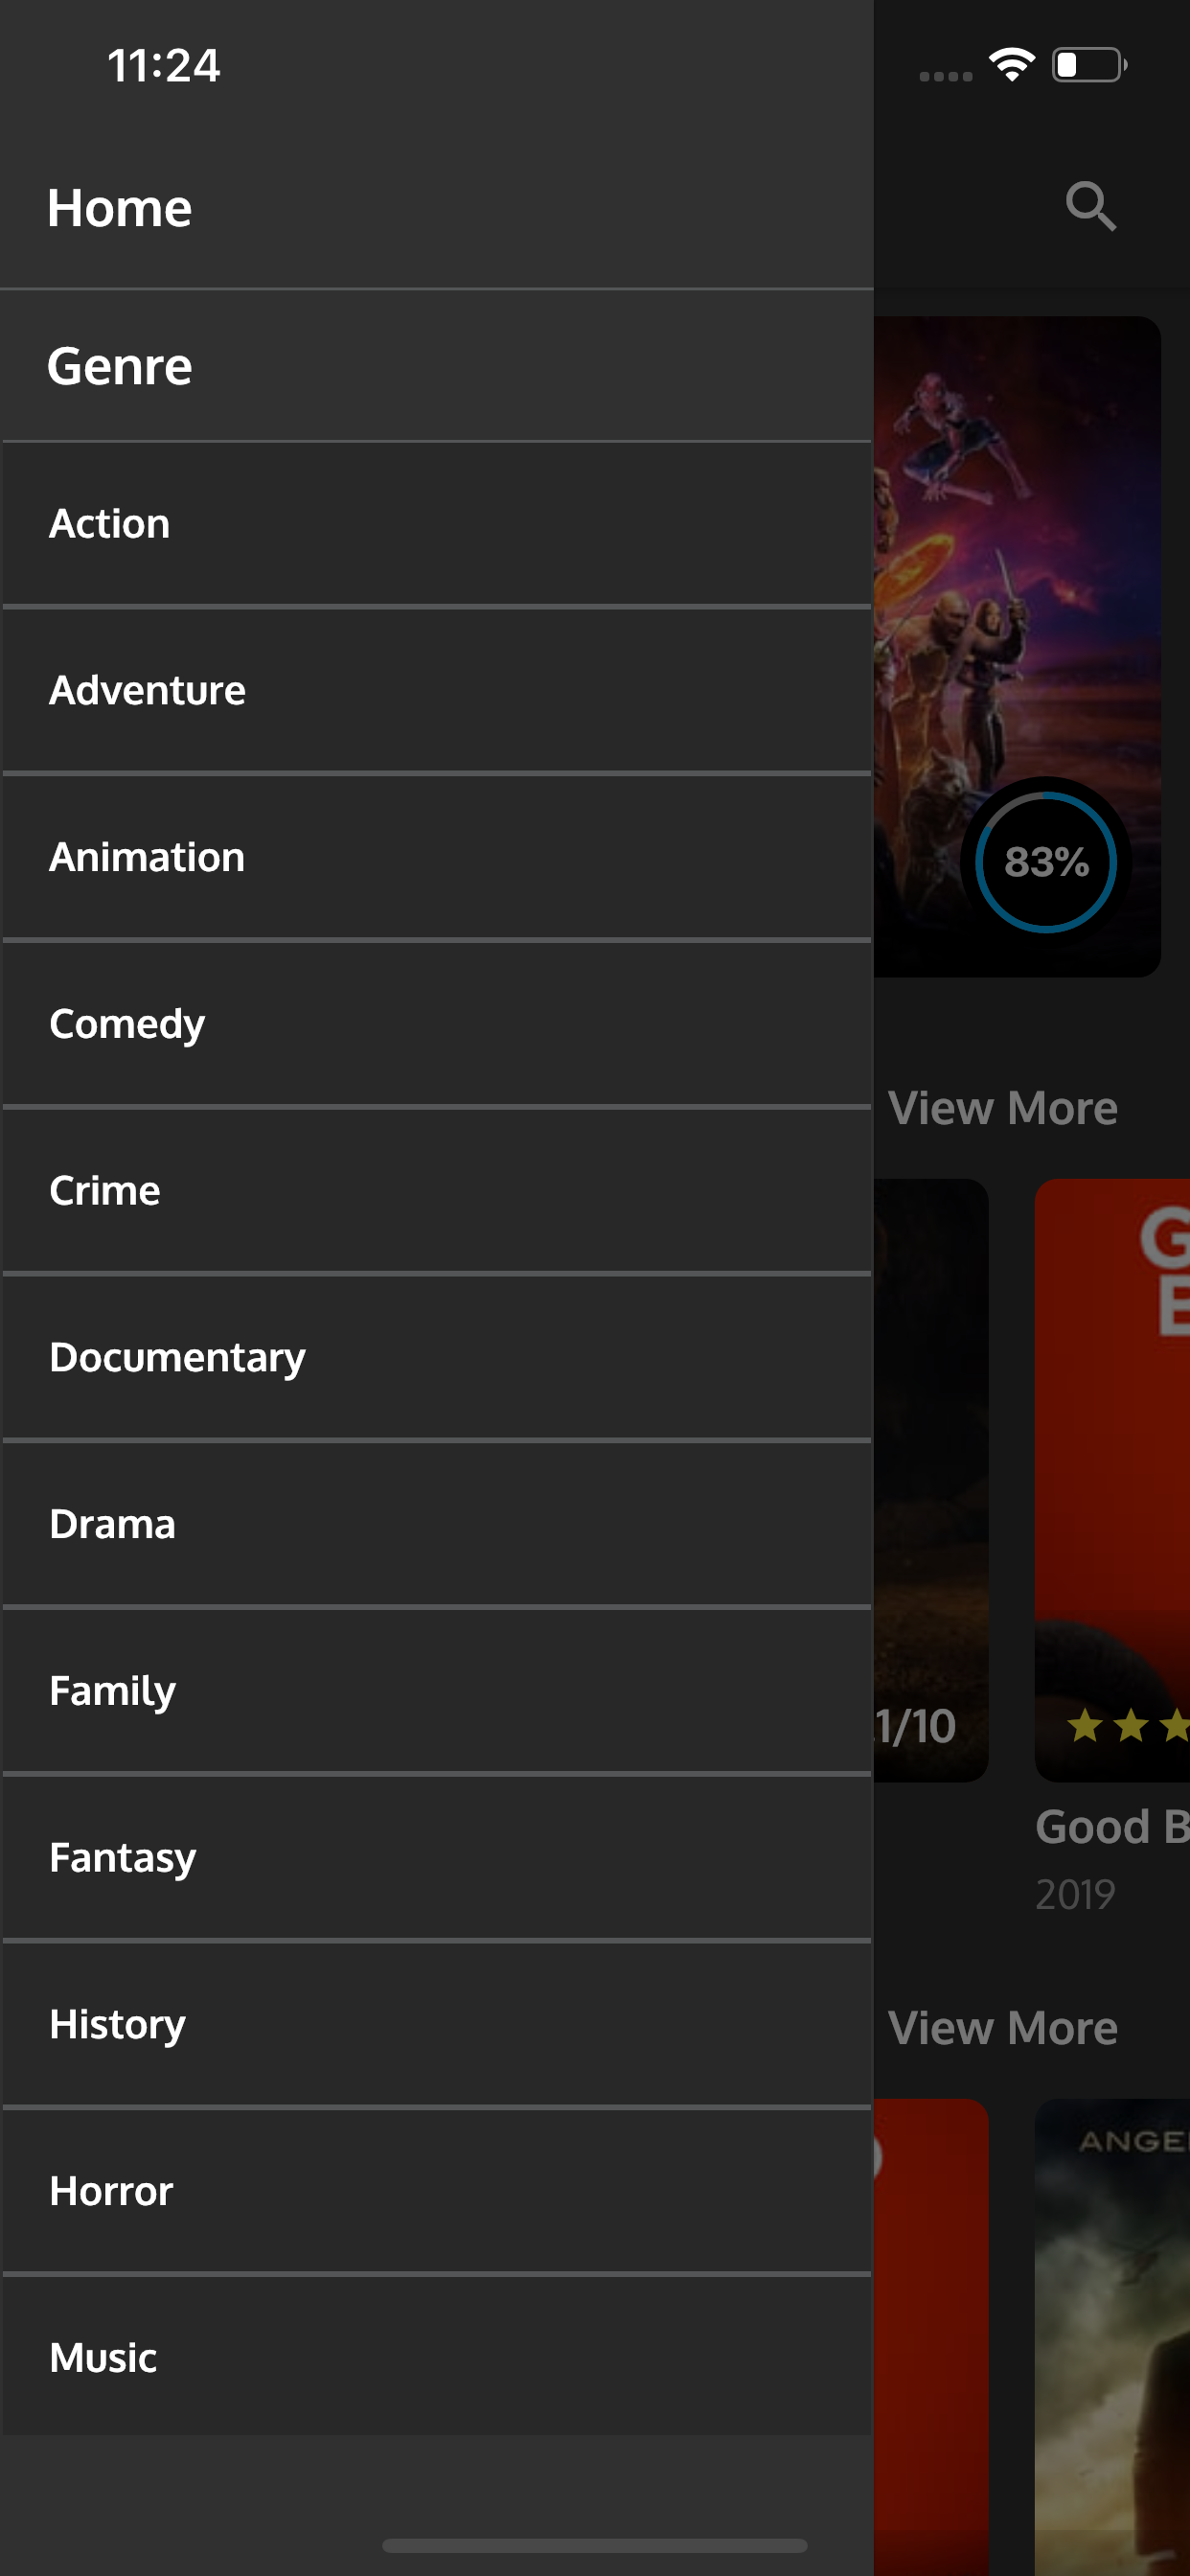 11:24
Home
Genre
Action
Adventure
Animation
Comedy
Crime
Documentary
Drama
Family
Fantasy
History
Horror
Music
83%
View More
G
E
1/10
Good B
2019
View More
ANGE